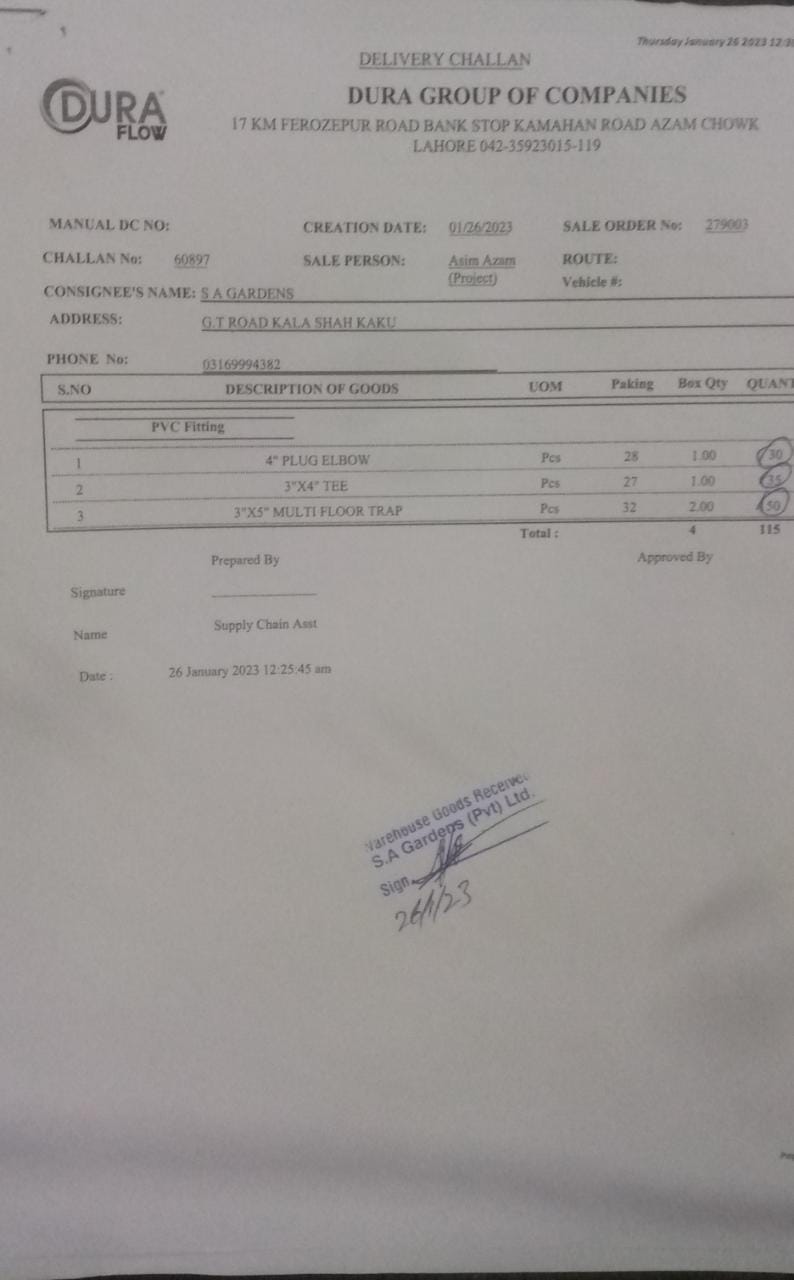 Thursday January 26 2023 12:
DELIVERY CHALLAN
DURA FLOW
DURA GROUP OF COMPANIES
17 KM FEROZEPUR ROAD BANK STOP KAMAHAN ROAD AZAM CHOWK
LAHORE 042-35923015-119
MANUAL DC NO: CREATION DATE: 01/26/2023 SALE ORDER No: 279003
CHALLAN No: 60897 SALE PERSON: Asim Azam (Project) ROUTE:
Vehicle #:
CONSIGNEE'S NAME: S A GARDENS
ADDRESS: G.T ROAD KALA SHAH KAKU
PHONE No: 03169994382
S.NO DESCRIPTION OF GOODS UOM Paking Box Qty QUANT
PVC Fitting
1 4" PLUG ELBOW Pcs 28 1.00 30
2 3"X4" TEE Pcs 27 1.00 35
3 3"X5" MULTI FLOOR TRAP Pcs 32 2.00 50
Total : 4 115
Prepared By Approved By
Signature
Name Supply Chain Asst
Date : 26 January 2023 12:25:45 am
Warehouse Goods Received
S.A Gardens (Pvt) Ltd.
Sign
26/1/23